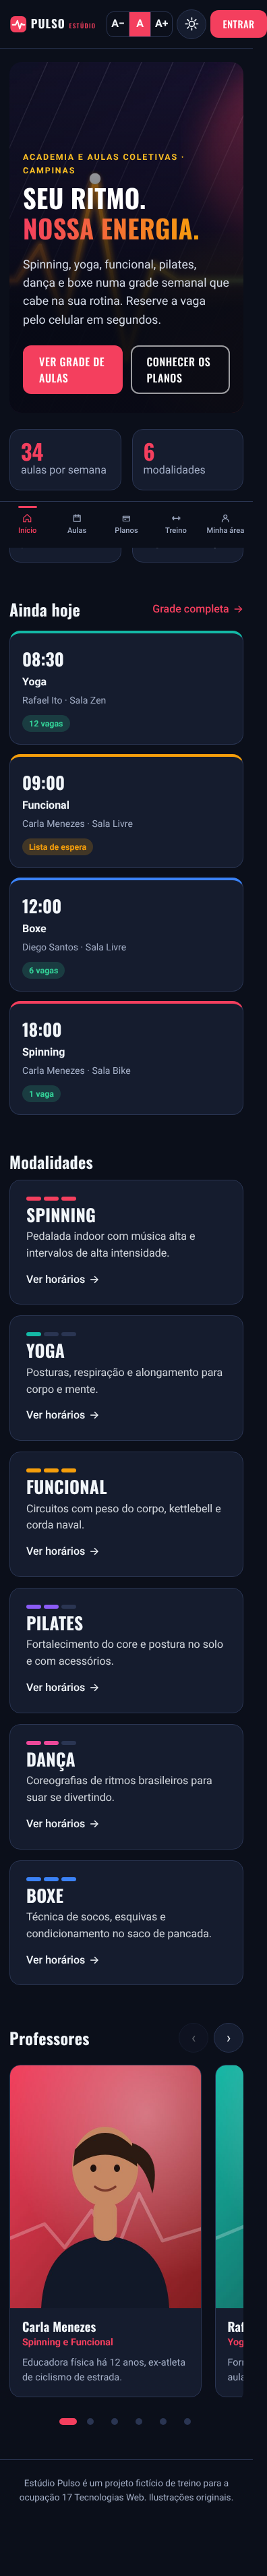 PULSO ESTÚDIO
A− A A+
ENTRAR
ACADEMIA E AULAS COLETIVAS ·
CAMPINAS
SEU RITMO.
NOSSA ENERGIA.
Spinning, yoga, funcional, pilates,
dança e boxe numa grade semanal que
cabe na sua rotina. Reserve a vaga
pelo celular em segundos.
VER GRADE DE
AULAS
CONHECER OS
PLANOS
34
aulas por semana
6
modalidades
Início
Aulas
Planos
Treino
Minha área
Ainda hoje
Grade completa →
08:30
Yoga
Rafael Ito · Sala Zen
12 vagas
09:00
Funcional
Carla Menezes · Sala Livre
Lista de espera
12:00
Boxe
Diego Santos · Sala Livre
6 vagas
18:00
Spinning
Carla Menezes · Sala Bike
1 vaga
Modalidades
SPINNING
Pedalada indoor com música alta e
intervalos de alta intensidade.
Ver horários →
YOGA
Posturas, respiração e alongamento para
corpo e mente.
Ver horários →
FUNCIONAL
Circuitos com peso do corpo, kettlebell e
corda naval.
Ver horários →
PILATES
Fortalecimento do core e postura no solo
e com acessórios.
Ver horários →
DANÇA
Coreografias de ritmos brasileiros para
suar se divertindo.
Ver horários →
BOXE
Técnica de socos, esquivas e
condicionamento no saco de pancada.
Ver horários →
Professores
‹ ›
Carla Menezes
Spinning e Funcional
Educadora física há 12 anos, ex-atleta
de ciclismo de estrada.
Estúdio Pulso é um projeto fictício de treino para a
ocupação 17 Tecnologias Web. Ilustrações originais.